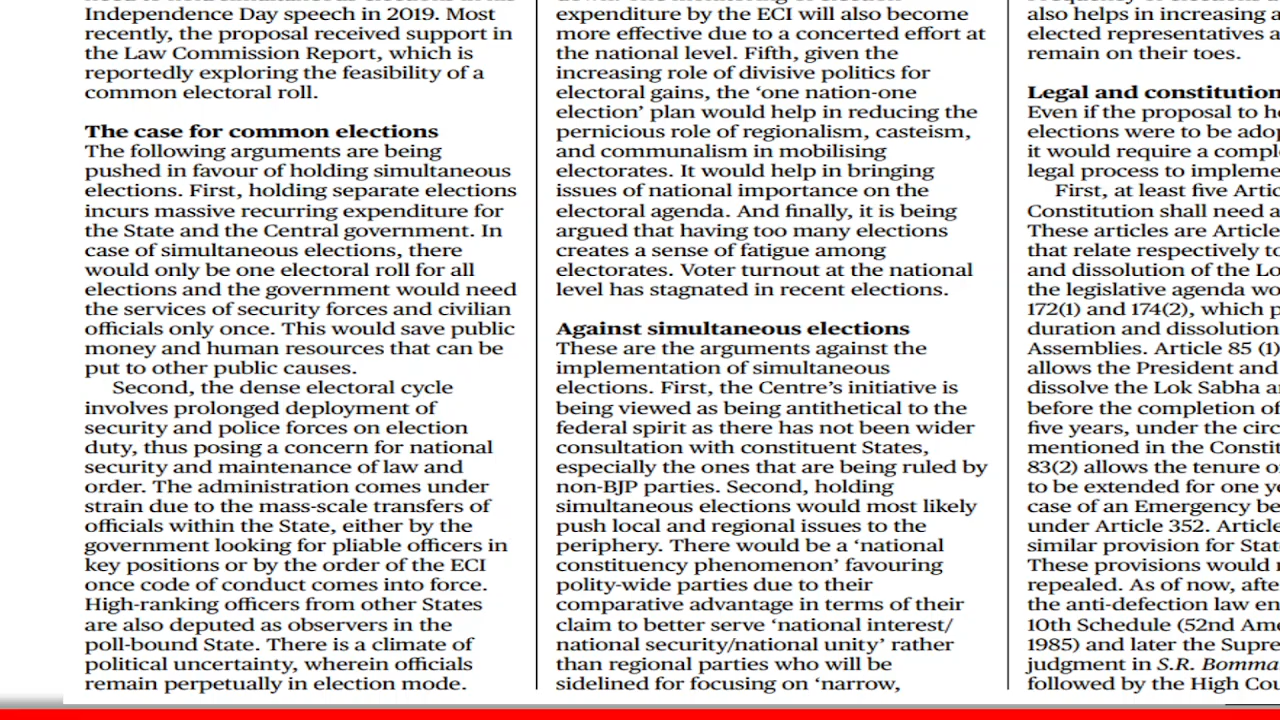 Independence Day speech in 2019. Most
recently, the proposal received support in
the Law Commission Report, which is
reportedly exploring the feasibility of a
common electoral roll.
The case for common elections
The following arguments are being
pushed in favour of holding simultaneous
elections. First, holding separate elections
incurs massive recurring expenditure for
the State and the Central government. In
case of simultaneous elections, there
would only be one electoral roll for all
elections and the government would need
the services of security forces and civilian
officials only once. This would save public
money and human resources that can be
put to other public causes.
Second, the dense electoral cycle
involves prolonged deployment of
security and police forces on election
duty, thus posing a concern for national
security and maintenance of law and
order. The administration comes under
strain due to the mass-scale transfers of
officials within the State, either by the
government looking for pliable officers in
key positions or by the order of the ECI
once code of conduct comes into force.
High-ranking officers from other States
are also deputed as observers in the
poll-bound State. There is a climate of
political uncertainty, wherein officials
remain perpetually in election mode.
expenditure by the ECI will also become
more effective due to a concerted effort at
the national level. Fifth, given the
increasing role of divisive politics for
electoral gains, the ‘one nation-one
election’ plan would help in reducing the
pernicious role of regionalism, casteism,
and communalism in mobilising
electorates. It would help in bringing
issues of national importance on the
electoral agenda. And finally, it is being
argued that having too many elections
creates a sense of fatigue among
electorates. Voter turnout at the national
level has stagnated in recent elections.
Against simultaneous elections
These are the arguments against the
implementation of simultaneous
elections. First, the Centre’s initiative is
being viewed as being antithetical to the
federal spirit as there has not been wider
consultation with constituent States,
especially the ones that are being ruled by
non-BJP parties. Second, holding
simultaneous elections would most likely
push local and regional issues to the
periphery. There would be a ‘national
constituency phenomenon’ favouring
polity-wide parties due to their
comparative advantage in terms of their
claim to better serve ‘national interest/
national security/national unity’ rather
than regional parties who will be
sidelined for focusing on ‘narrow,
also helps in increasing
elected representatives
remain on their toes.
Legal and constitution
Even if the proposal to
elections were to be
it would require a
legal process to
First, at least five
Constitution shall need
These articles are
that relate respectively
and dissolution of the
the legislative agenda
172(1) and 174(2), which
duration and dissolution
Assemblies. Article 85 (1)
allows the President and
dissolve the Lok Sabha
before the completion of
five years, under the
mentioned in the
83(2) allows the tenure
to be extended for one
case of an Emergency
under Article 352.
similar provision for
These provisions would
repealed. As of now,
the anti-defection law
10th Schedule (52nd
1985) and later the
judgment in S.R.
followed by the High